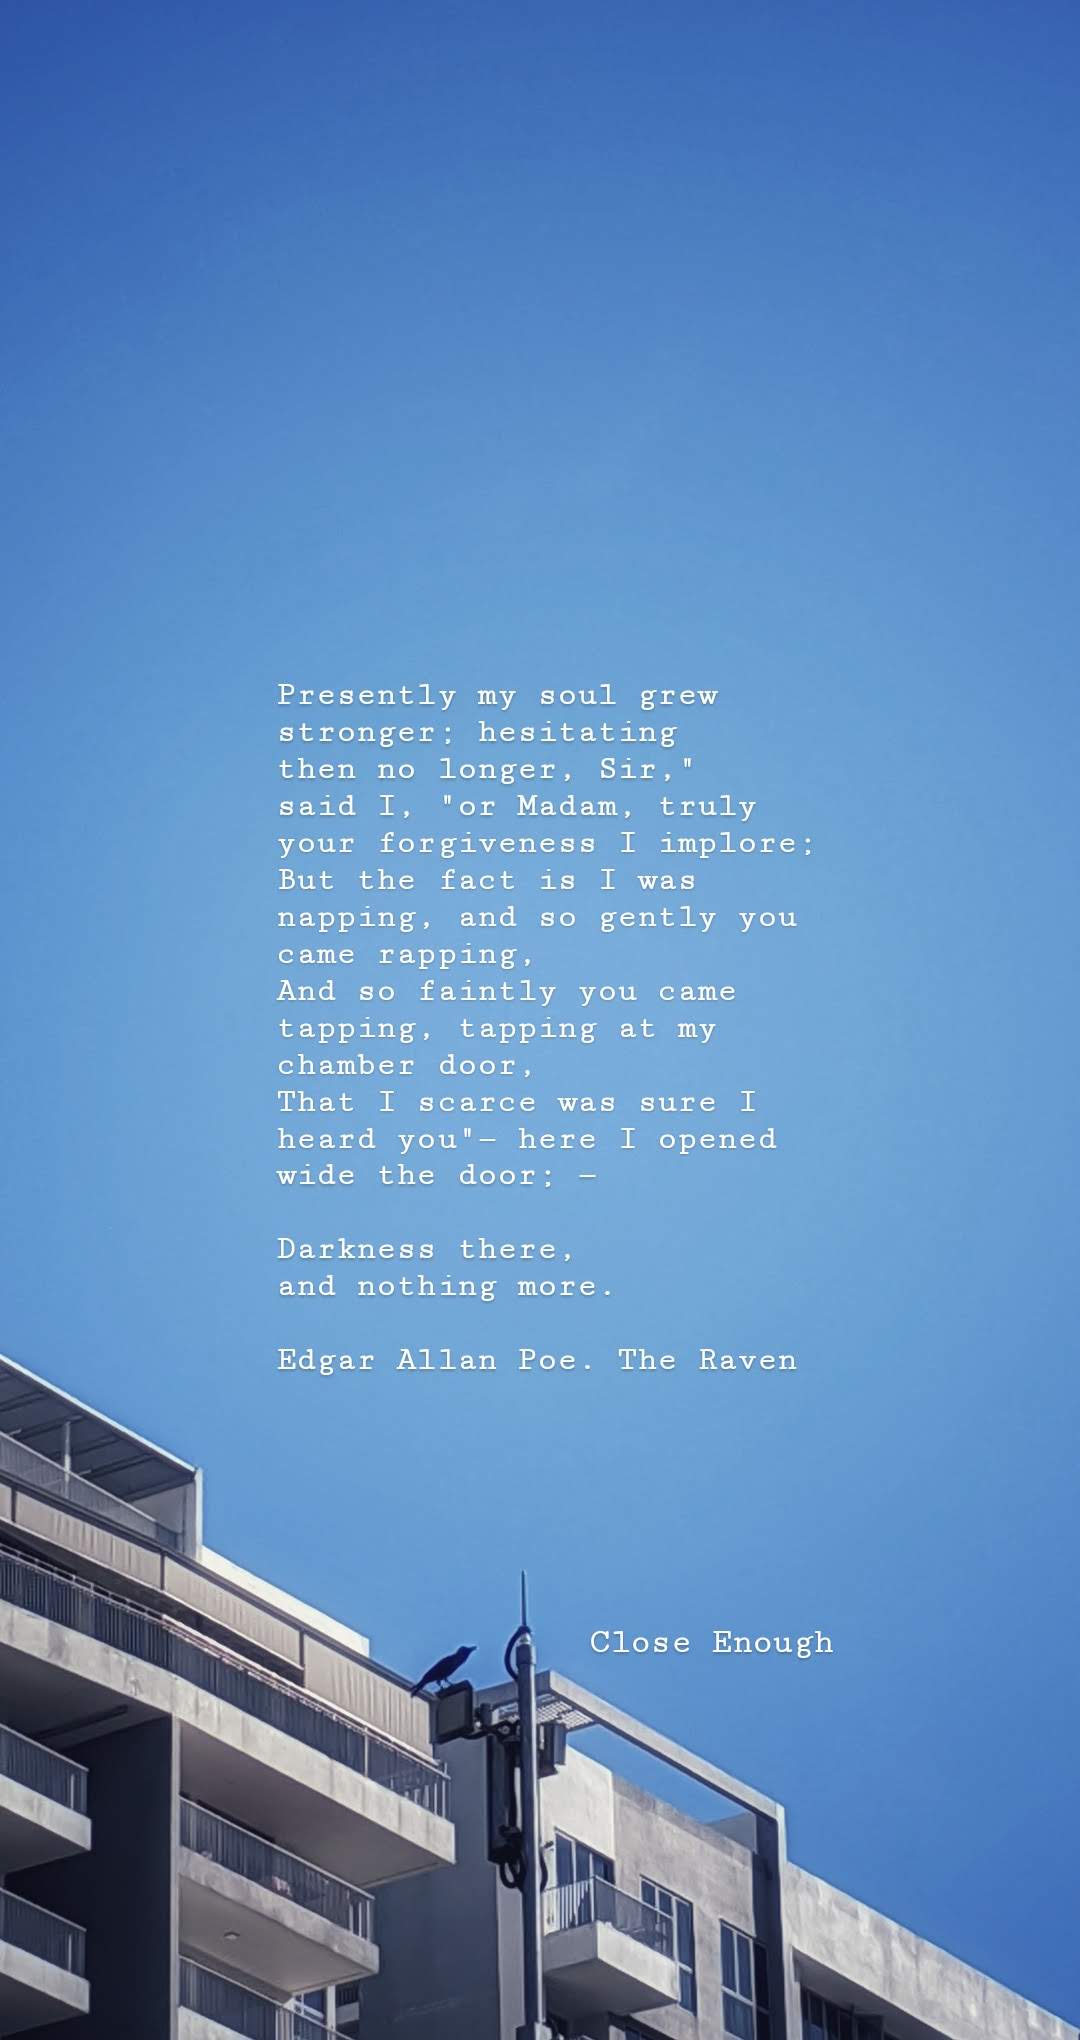 Presently my soul grew
stronger; hesitating
then no longer, Sir,"
said I, "or Madam, truly
your forgiveness I implore;
But the fact is I was
napping, and so gently you
came rapping,
And so faintly you came
tapping, tapping at my
chamber door,
That I scarce was sure I
heard you"— here I opened
wide the door; —
Darkness there,
and nothing more.
Edgar Allan Poe. The Raven
Close Enough